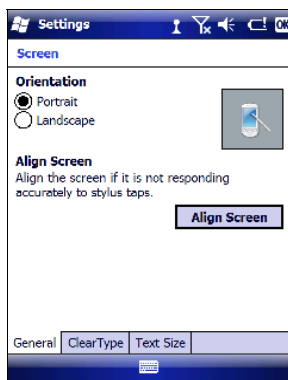 Settings
OK
Screen
Orientation
Portrait
Landscape
Align Screen
Align the screen if it is not responding
accurately to stylus taps.
Align Screen
General ClearType Text Size